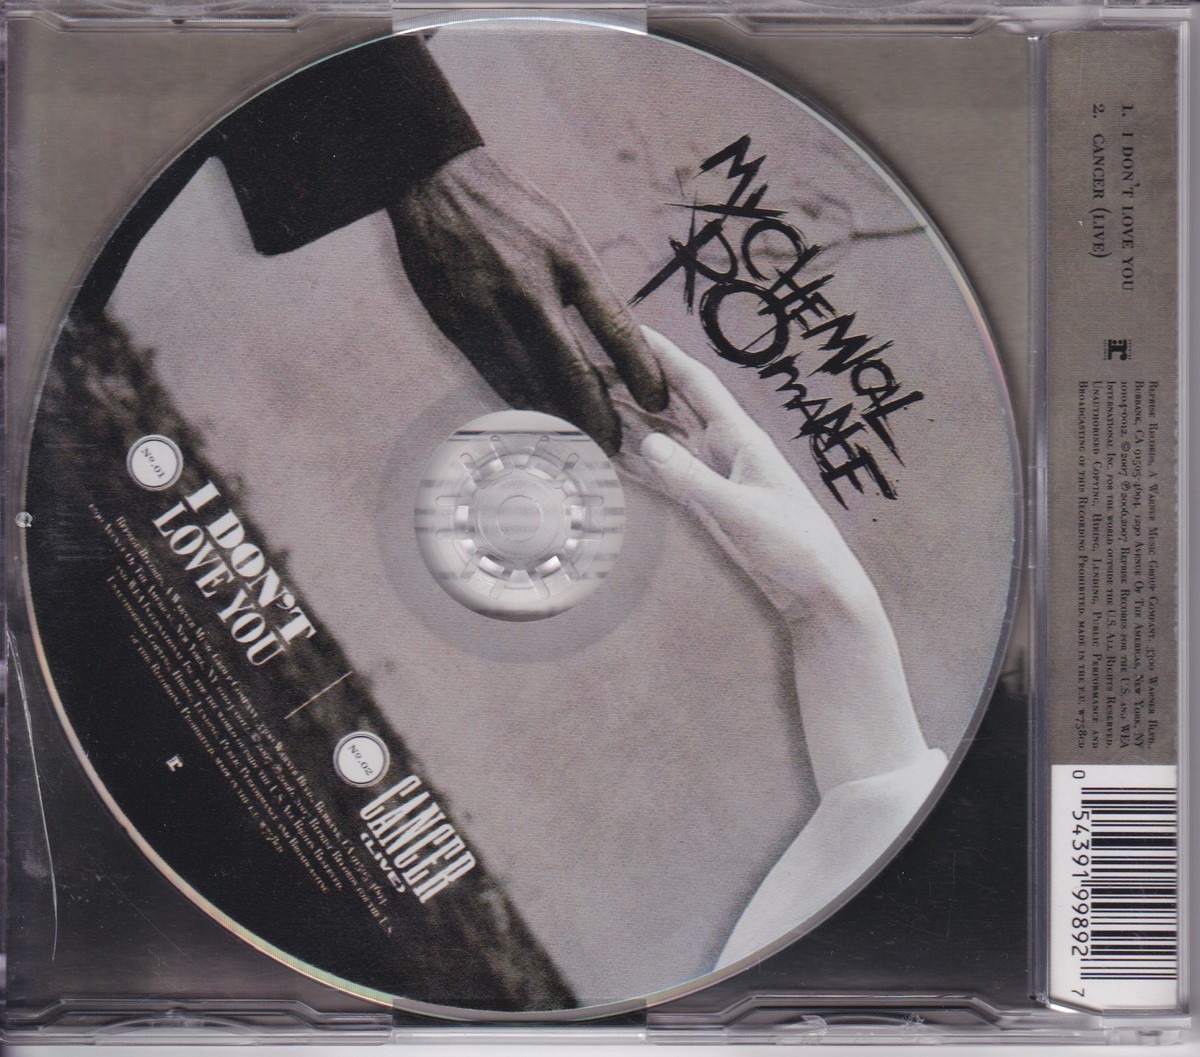 MY CHEMICAL
ROMANCE
Nº.01
I DON'T
LOVE YOU
Nº.02
CANCER
(LIVE)
1. I DON'T LOVE YOU
2. CANCER (LIVE)
r
Reprise Records, A Warner Music Group Company, 3300 Warner Blvd.,
Burbank, CA 91505-4694, 1290 Avenue Of The Americas, New York, NY
10104-0012. ©2007 ℗2006,2007 Reprise Records for the U.S. and WEA
International Inc. for the world outside the U.S. All Rights Reserved.
Unauthorised Copying, Hiring, Lending, Public Performance and
Broadcasting of this Recording Prohibited. made in the e.u. w758cd
0 54391 99892 7